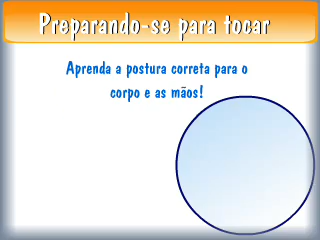 Preparando-se para tocar
Aprenda a postura correta para o
corpo e as mãos!